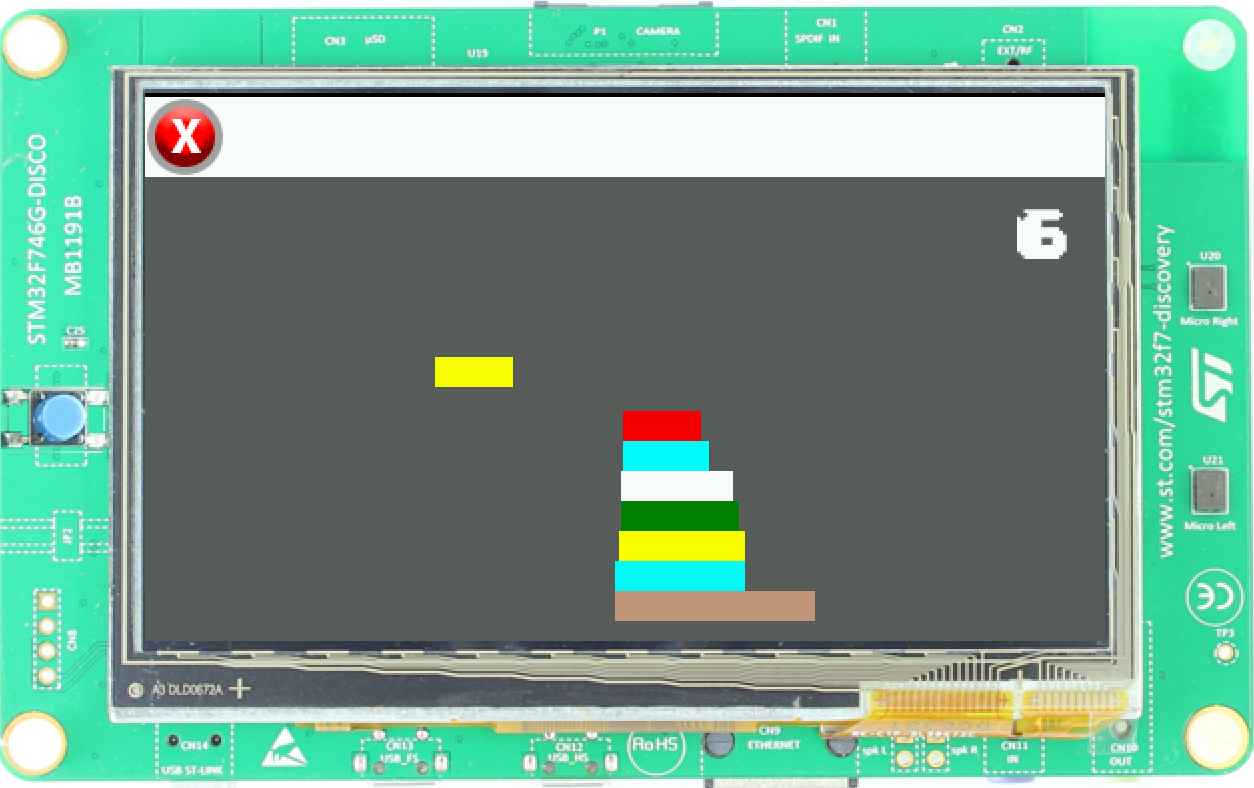 CN3
µSD
U19
P1
CAMERA
CN1
SPDIF IN
CN2
EXT/RF
X
6
STM32F746G-DISCO
MB1191B
U20
Micro Right
www.st.com/stm32f7-discovery
U21
Micro Left
JP2
CN8
TP3
A3 DLD0672A
CN14
USB ST-LINK
CN13
USB_FS
CN12
USB_HS
RoHS
CN9
ETHERNET
spk L
spk R
CN11
IN
CN10
OUT